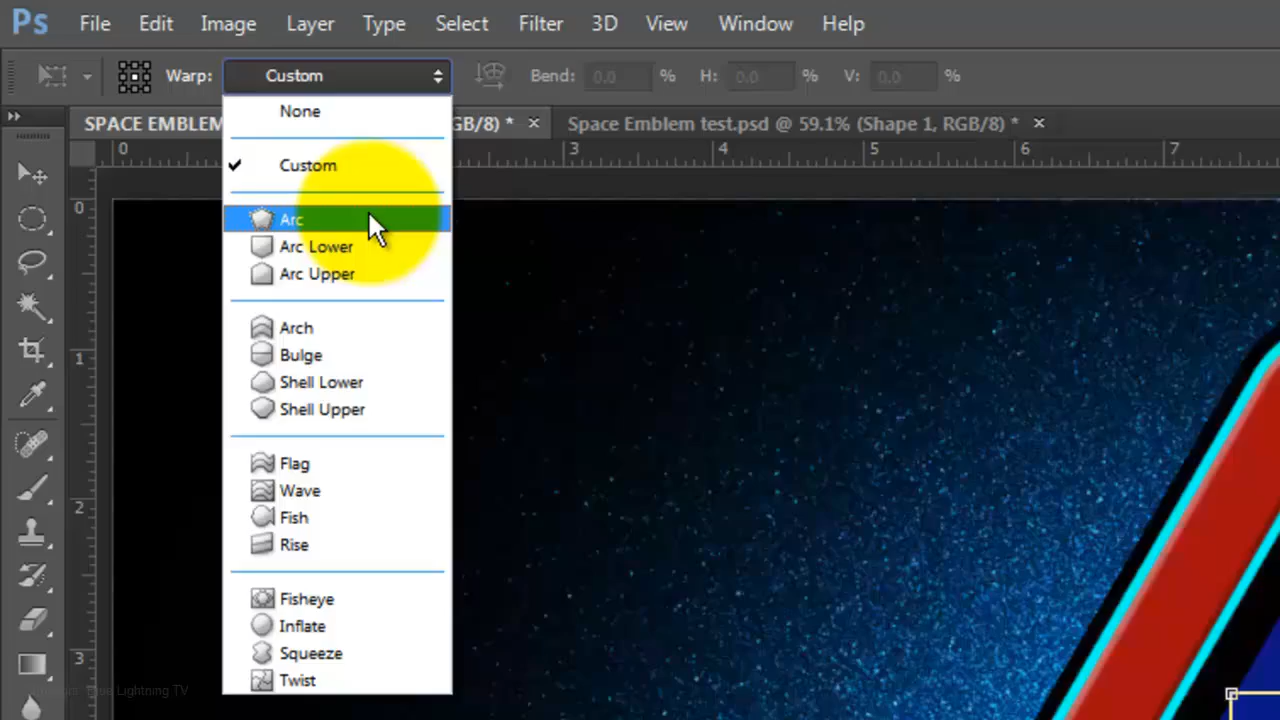 Ps File Edit Image Layer Type Select Filter 3D View Window Help
Warp: Custom Bend: 0.0 % H: 0.0 % V: 0.0 %
SPACE EMBLEM GB/8) * × Space Emblem test.psd @ 59.1% (Shape 1, RGB/8) * ×
0 3 4 5 6 7
0
1
2
3
None
Custom
Arc
Arc Lower
Arc Upper
Arch
Bulge
Shell Lower
Shell Upper
Flag
Wave
Fish
Rise
Fisheye
Inflate
Squeeze
Twist
Lightning TV